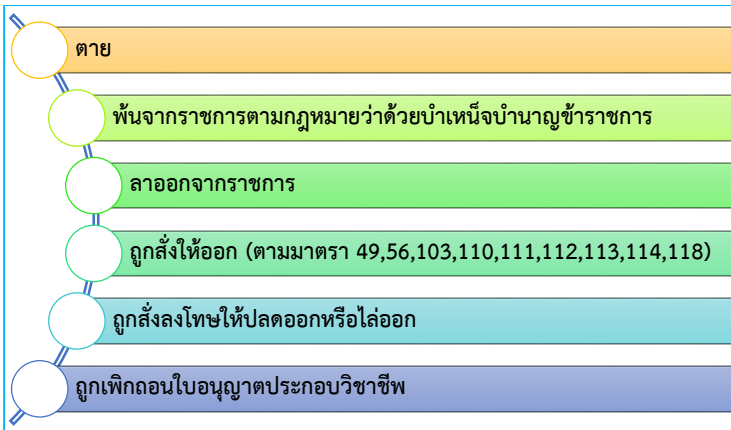 ตาย
พ้นจากราชการตามกฎหมายว่าด้วยบำเหน็จบำนาญข้าราชการ
ลาออกจากราชการ
ถูกสั่งให้ออก (ตามมาตรา 49,56,103,110,111,112,113,114,118)
ถูกสั่งลงโทษให้ปลดออกหรือไล่ออก
ถูกเพิกถอนใบอนุญาตประกอบวิชาชีพ